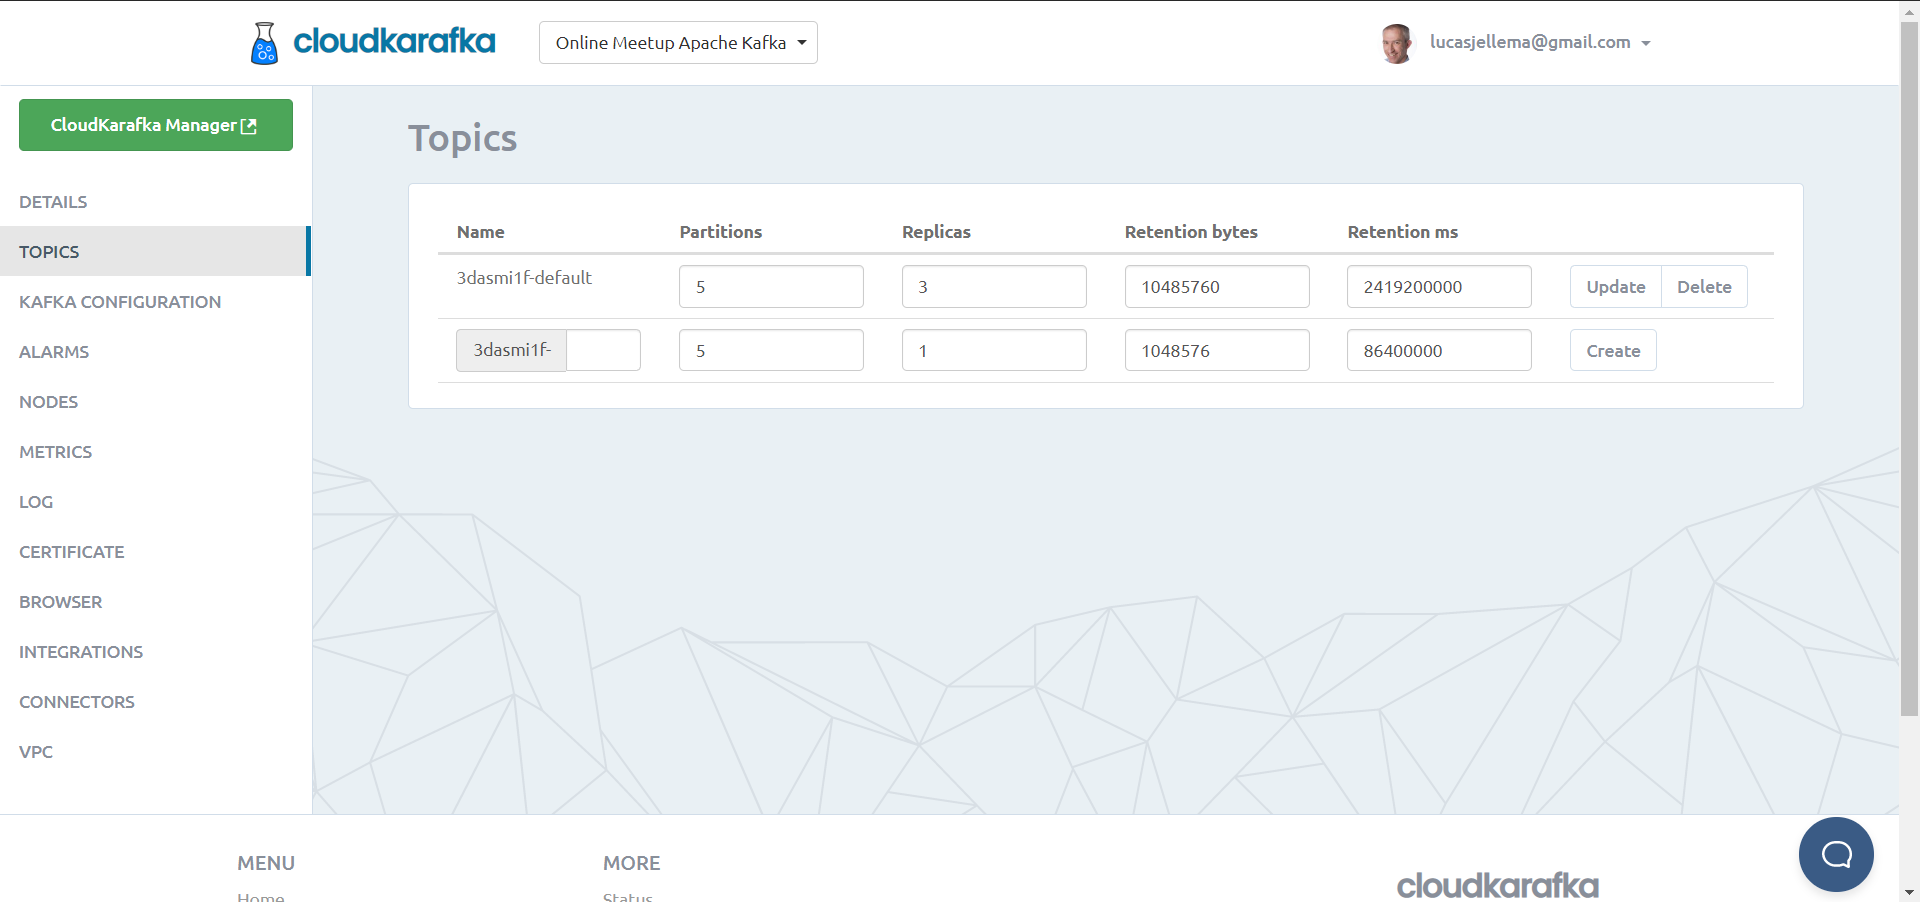 cloudkarafka
Online Meetup Apache Kafka
lucasjellema@gmail.com
CloudKarafka Manager
DETAILS
TOPICS
KAFKA CONFIGURATION
ALARMS
NODES
METRICS
LOG
CERTIFICATE
BROWSER
INTEGRATIONS
CONNECTORS
VPC
Topics
Name Partitions Replicas Retention bytes Retention ms
3dasmi1f-default 5 3 10485760 2419200000 Update Delete
3dasmi1f- 5 1 1048576 86400000 Create
MENU
Home
MORE
Status
cloudkarafka